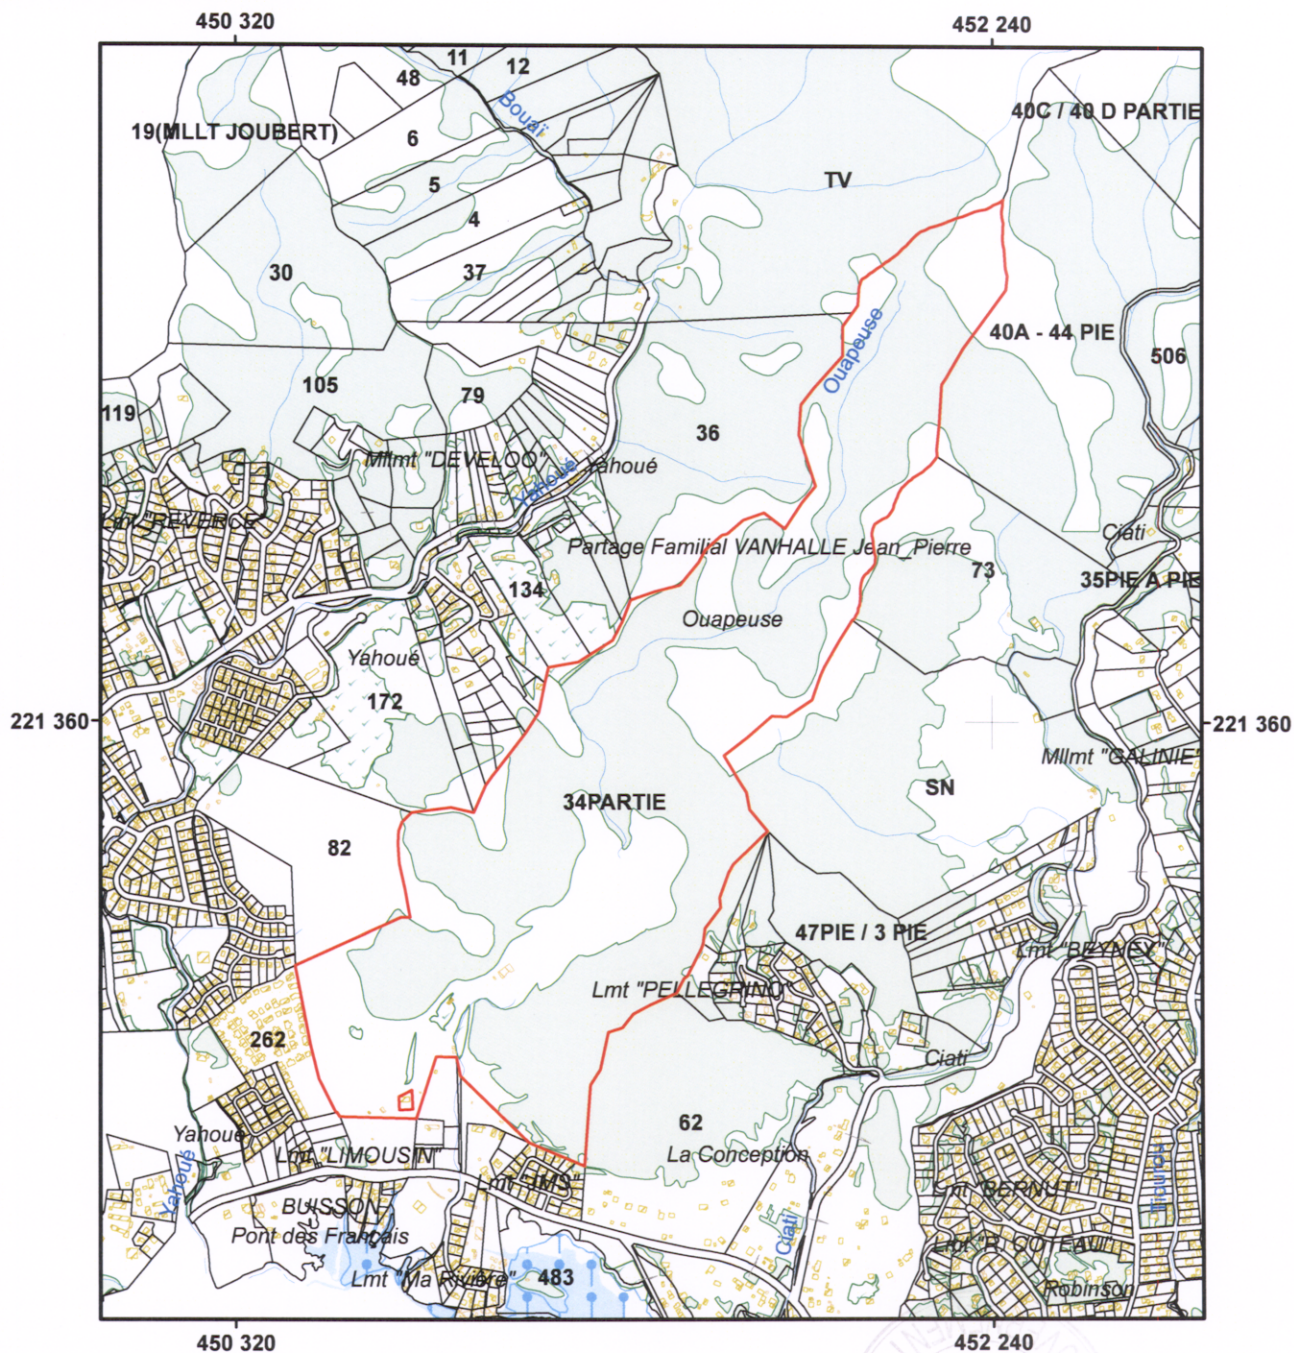 450 320
452 240
11
12
48
Bouaï
40C / 40 D PARTIE
19(MLLT JOUBERT)
6
TV
5
4
30
37
40A - 44 PIE
Ouapeuse
506
105
79
119
36
Mllmt "DEVELOO"
Yahoué
Yahoué
Lmt "REVERCE"
Ciati
Partage Familial VANHALLE Jean_Pierre
73
35PIE A PIE
134
Ouapeuse
Yahoué
172
221 360
221 360
Mllmt "GALINIE"
SN
34PARTIE
82
47PIE / 3 PIE
Lmt "BEYNEY"
Lmt "PELLEGRINO"
262
Ciati
62
Yahoué
La Conception
Lmt "LIMOUSIN"
Yahoué
Lmt "JMS"
Lmt "BERNUT"
BUISSON
Pont des Français
Ciati
Lmt "R. COTEAU"
Lmt "Ma Rivière"
483
Robinson
450 320
452 240